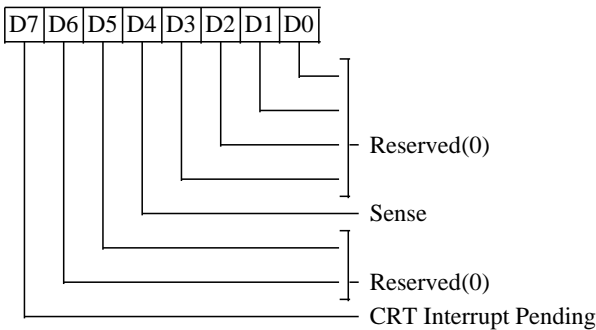 D7 D6 D5 D4 D3 D2 D1 D0
Reserved(0)
Sense
Reserved(0)
CRT Interrupt Pending